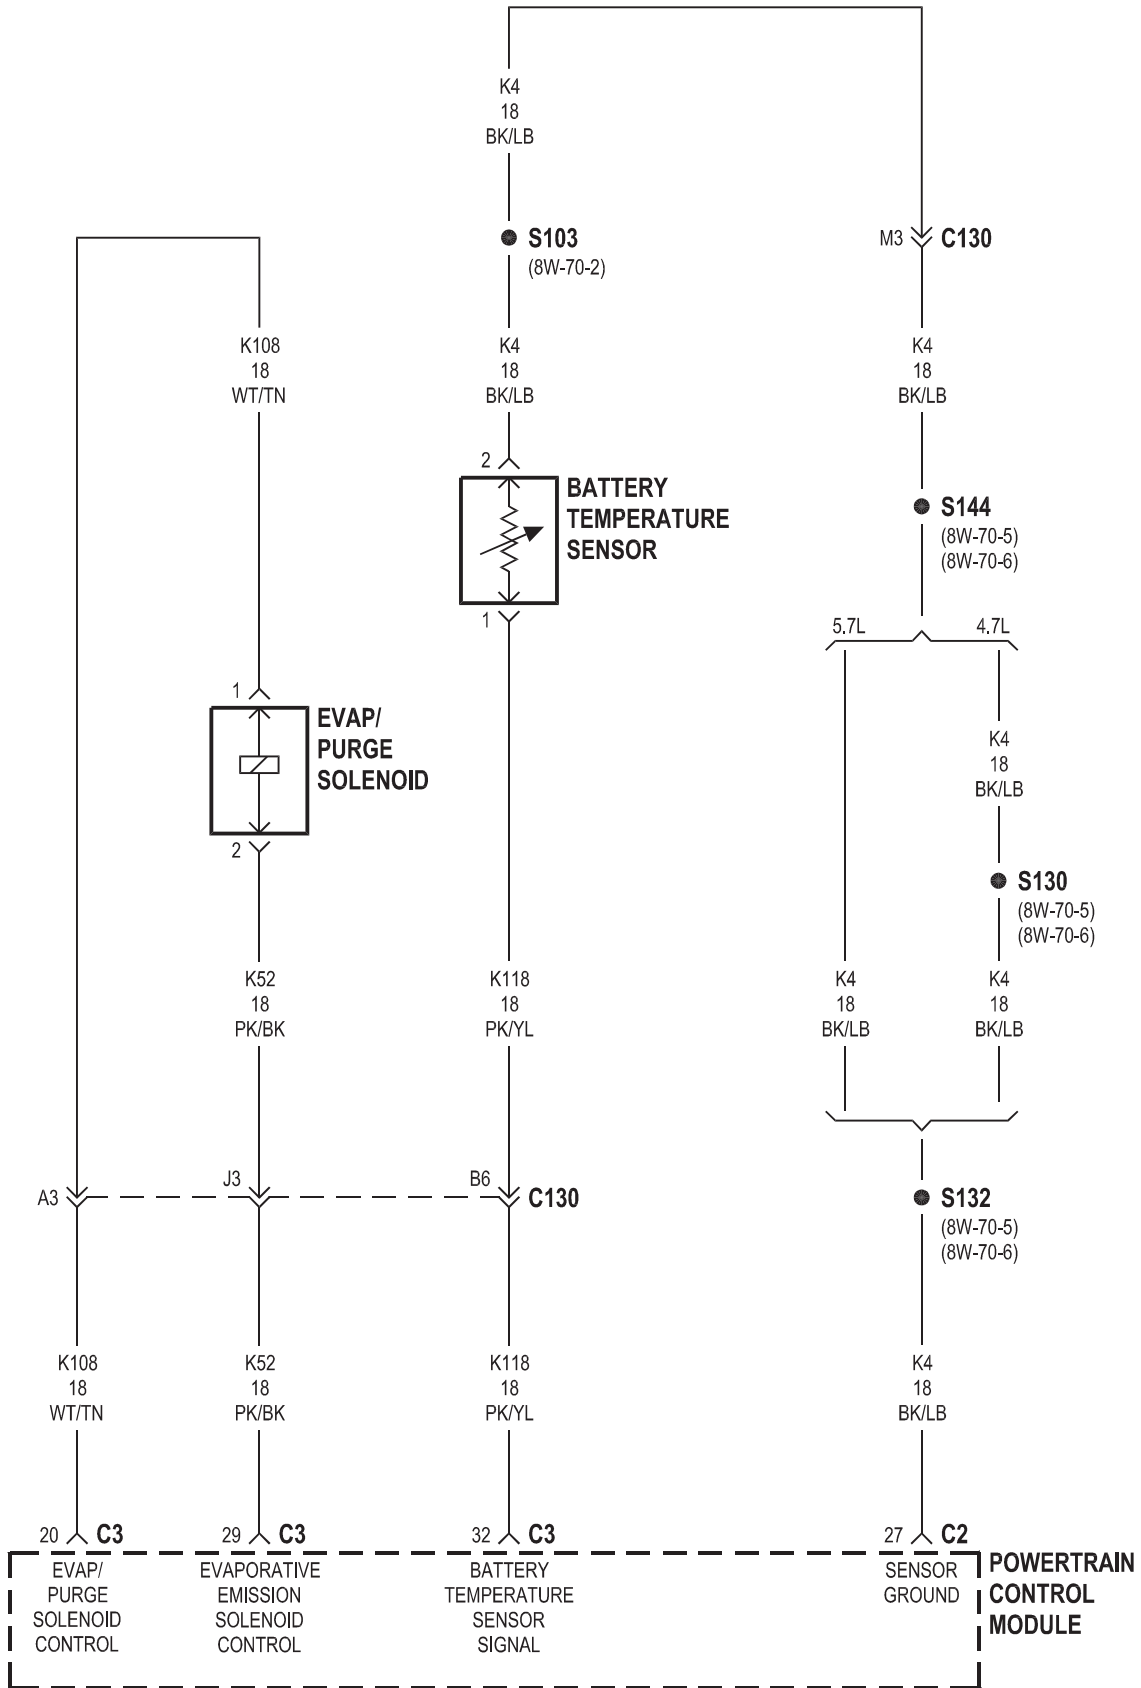 K4
18
BK/LB
S103
(8W-70-2)
M3
C130
K108
18
WT/TN
K4
18
BK/LB
K4
18
BK/LB
2
BATTERY
TEMPERATURE
SENSOR
1
S144
(8W-70-5)
(8W-70-6)
5.7L
4.7L
1
EVAP/
PURGE
SOLENOID
2
K4
18
BK/LB
S130
(8W-70-5)
(8W-70-6)
K52
18
PK/BK
K118
18
PK/YL
K4
18
BK/LB
K4
18
BK/LB
A3
J3
B6
C130
S132
(8W-70-5)
(8W-70-6)
K108
18
WT/TN
K52
18
PK/BK
K118
18
PK/YL
K4
18
BK/LB
20
C3
29
C3
32
C3
27
C2
EVAP/
PURGE
SOLENOID
CONTROL
EVAPORATIVE
EMISSION
SOLENOID
CONTROL
BATTERY
TEMPERATURE
SENSOR
SIGNAL
SENSOR
GROUND
POWERTRAIN
CONTROL
MODULE